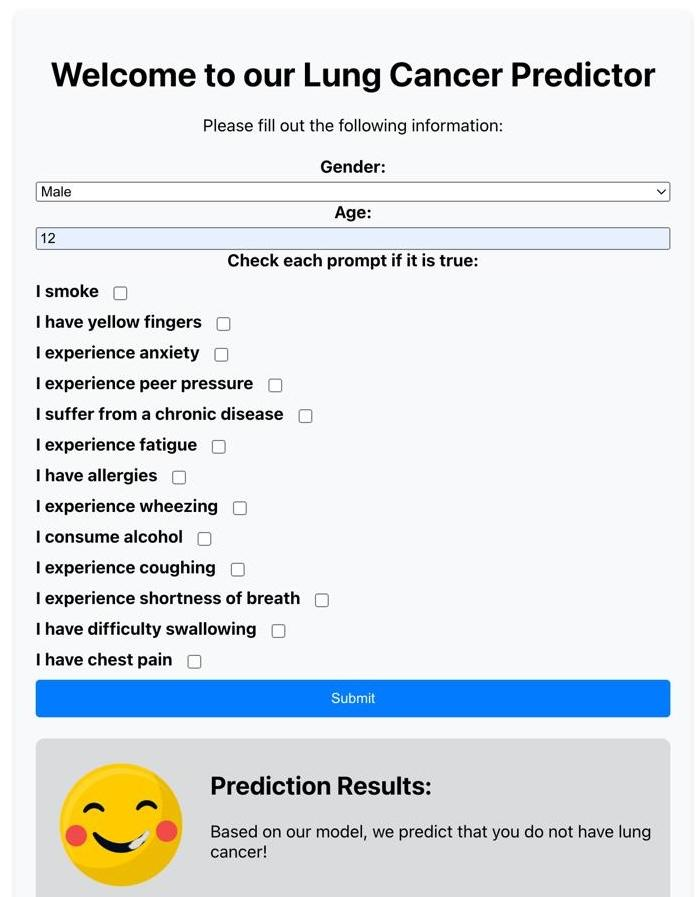 Welcome to our Lung Cancer Predictor
Please fill out the following information:
Gender:
Male
Age:
12
Check each prompt if it is true:
I smoke
I have yellow fingers
I experience anxiety
I experience peer pressure
I suffer from a chronic disease
I experience fatigue
I have allergies
I experience wheezing
I consume alcohol
I experience coughing
I experience shortness of breath
I have difficulty swallowing
I have chest pain
Submit
Prediction Results:
Based on our model, we predict that you do not have lung
cancer!